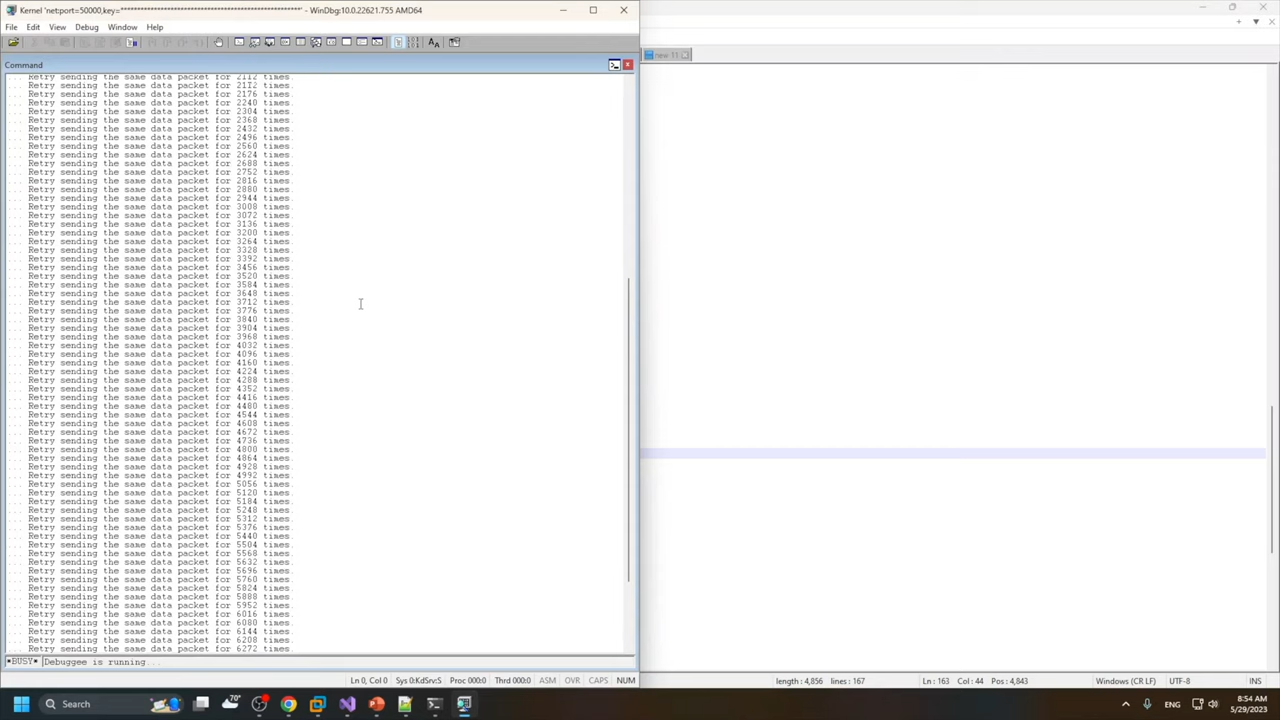 Kernel 'net:port=50000,key=****************************************************' - WinDbg:10.0.22621.755 AMD64
File Edit View Debug Window Help
Command
new 11
... Retry sending the same data packet for 2112 times.
... Retry sending the same data packet for 2112 times.
... Retry sending the same data packet for 2176 times.
... Retry sending the same data packet for 2240 times.
... Retry sending the same data packet for 2304 times.
... Retry sending the same data packet for 2368 times.
... Retry sending the same data packet for 2432 times.
... Retry sending the same data packet for 2496 times.
... Retry sending the same data packet for 2560 times.
... Retry sending the same data packet for 2624 times.
... Retry sending the same data packet for 2688 times.
... Retry sending the same data packet for 2752 times.
... Retry sending the same data packet for 2816 times.
... Retry sending the same data packet for 2880 times.
... Retry sending the same data packet for 2944 times.
... Retry sending the same data packet for 3008 times.
... Retry sending the same data packet for 3072 times.
... Retry sending the same data packet for 3136 times.
... Retry sending the same data packet for 3200 times.
... Retry sending the same data packet for 3264 times.
... Retry sending the same data packet for 3328 times.
... Retry sending the same data packet for 3392 times.
... Retry sending the same data packet for 3456 times.
... Retry sending the same data packet for 3520 times.
... Retry sending the same data packet for 3584 times.
... Retry sending the same data packet for 3648 times.
... Retry sending the same data packet for 3712 times.
... Retry sending the same data packet for 3776 times.
... Retry sending the same data packet for 3840 times.
... Retry sending the same data packet for 3904 times.
... Retry sending the same data packet for 3968 times.
... Retry sending the same data packet for 4032 times.
... Retry sending the same data packet for 4096 times.
... Retry sending the same data packet for 4160 times.
... Retry sending the same data packet for 4224 times.
... Retry sending the same data packet for 4288 times.
... Retry sending the same data packet for 4352 times.
... Retry sending the same data packet for 4416 times.
... Retry sending the same data packet for 4480 times.
... Retry sending the same data packet for 4544 times.
... Retry sending the same data packet for 4608 times.
... Retry sending the same data packet for 4672 times.
... Retry sending the same data packet for 4736 times.
... Retry sending the same data packet for 4800 times.
... Retry sending the same data packet for 4864 times.
... Retry sending the same data packet for 4928 times.
... Retry sending the same data packet for 4992 times.
... Retry sending the same data packet for 5056 times.
... Retry sending the same data packet for 5120 times.
... Retry sending the same data packet for 5184 times.
... Retry sending the same data packet for 5248 times.
... Retry sending the same data packet for 5312 times.
... Retry sending the same data packet for 5376 times.
... Retry sending the same data packet for 5440 times.
... Retry sending the same data packet for 5504 times.
... Retry sending the same data packet for 5568 times.
... Retry sending the same data packet for 5632 times.
... Retry sending the same data packet for 5696 times.
... Retry sending the same data packet for 5760 times.
... Retry sending the same data packet for 5824 times.
... Retry sending the same data packet for 5888 times.
... Retry sending the same data packet for 5952 times.
... Retry sending the same data packet for 6016 times.
... Retry sending the same data packet for 6080 times.
... Retry sending the same data packet for 6144 times.
... Retry sending the same data packet for 6208 times.
... Retry sending the same data packet for 6272 times.
*BUSY* Debuggee is running...
Ln 0, Col 0 Sys 0:KdSrv:S Proc 000:0 Thrd 000:0 ASM OVR CAPS NUM
length : 4,856 lines : 167 Ln : 163 Col : 44 Pos : 4,843 Windows (CR LF) UTF-8 INS
Search
70°
ENG
8:54 AM
5/29/2023